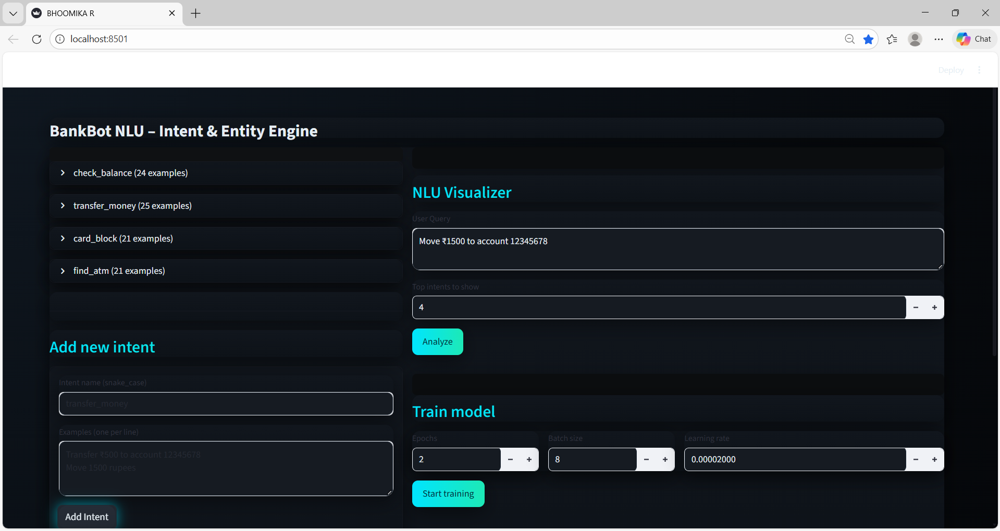 BHOOMIKA R
localhost:8501
Chat
Deploy
BankBot NLU – Intent & Entity Engine
check_balance (24 examples)
transfer_money (25 examples)
card_block (21 examples)
find_atm (21 examples)
Add new intent
Intent name (snake_case)
transfer_money
Examples (one per line)
Transfer ₹500 to account 12345678
Move 1500 rupees
Add Intent
NLU Visualizer
User Query
Move ₹1500 to account 12345678
Top intents to show
4
Analyze
Train model
Epochs
Batch size
Learning rate
2
8
0.00002000
Start training